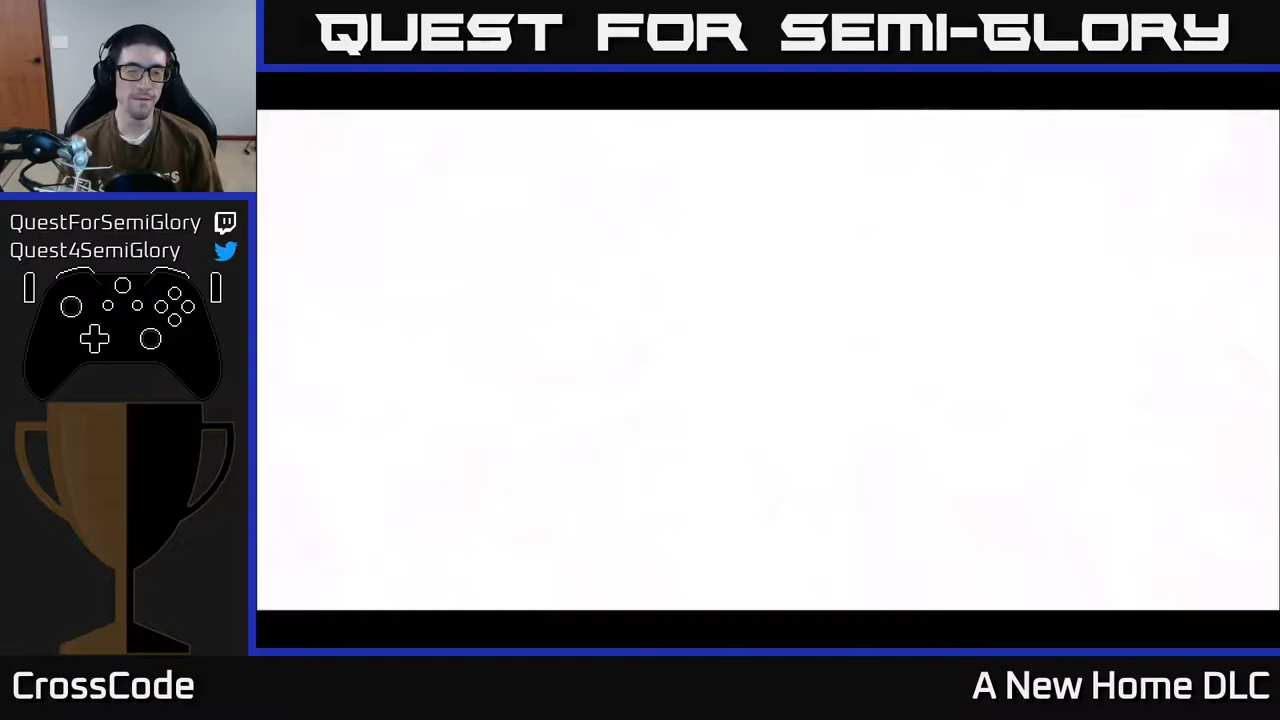 QUEST FOR SEMI-GLORY
QuestForSemiGlory
Quest4SemiGlory
CrossCode
A New Home DLC